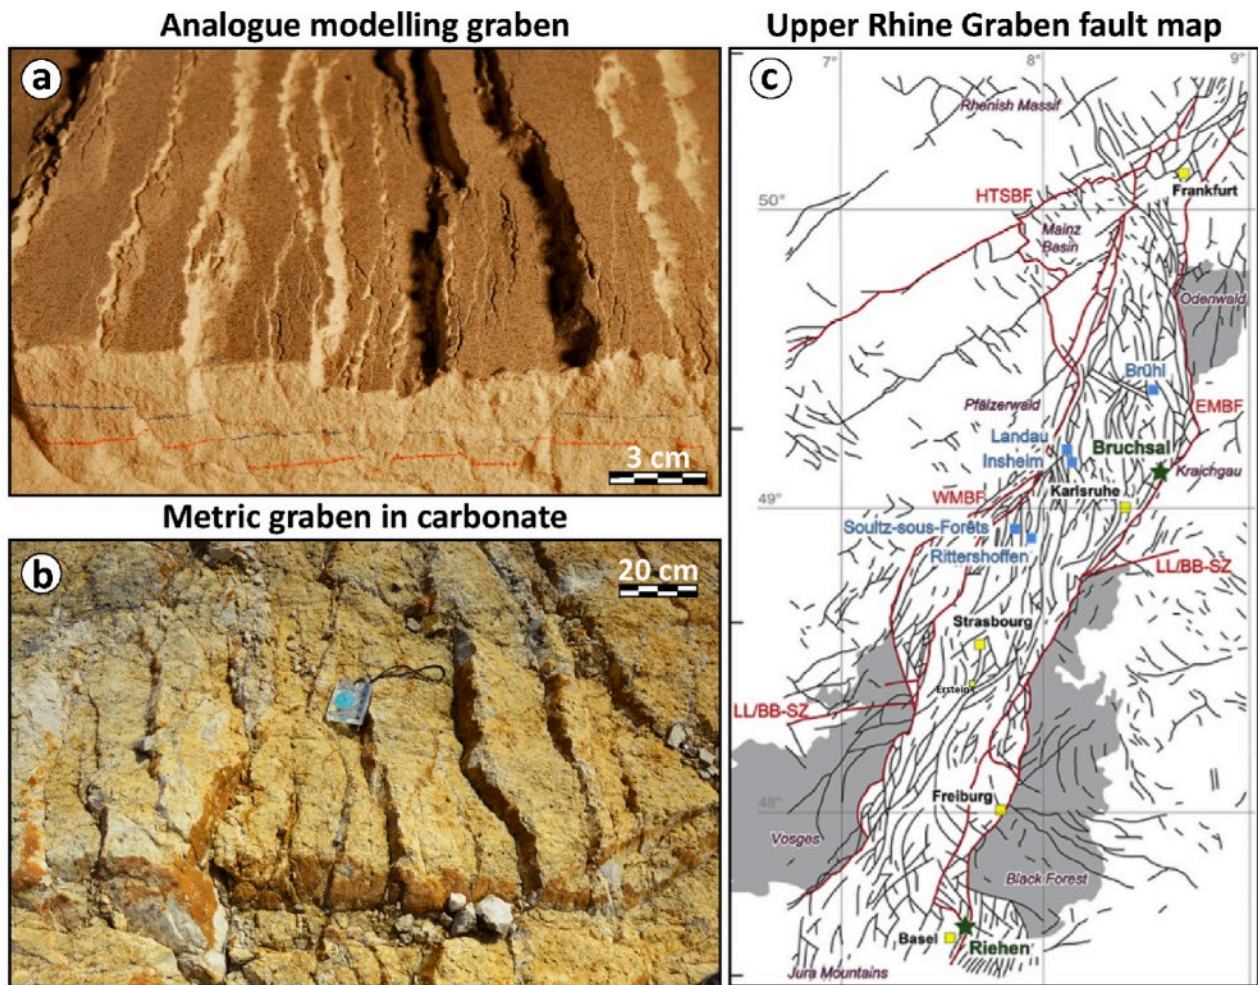 Analogue modelling graben
a
3 cm
Metric graben in carbonate
b
20 cm
Upper Rhine Graben fault map
c
7°
8°
9°
Rhenish Massif
HTSBF
Frankfurt
50°
Mainz
Basin
Odenwald
Brühl
Pfälzerwald
EMBF
Landau
Bruchsal
Insheim
Kraichgau
WMBF
Karlsruhe
49°
Soultz-sous-Forêts
Rittershoffen
LL/BB-SZ
Strasbourg
Erstein
LL/BB-SZ
Freiburg
48°
Vosges
Black Forest
Basel
Riehen
Jura Mountains